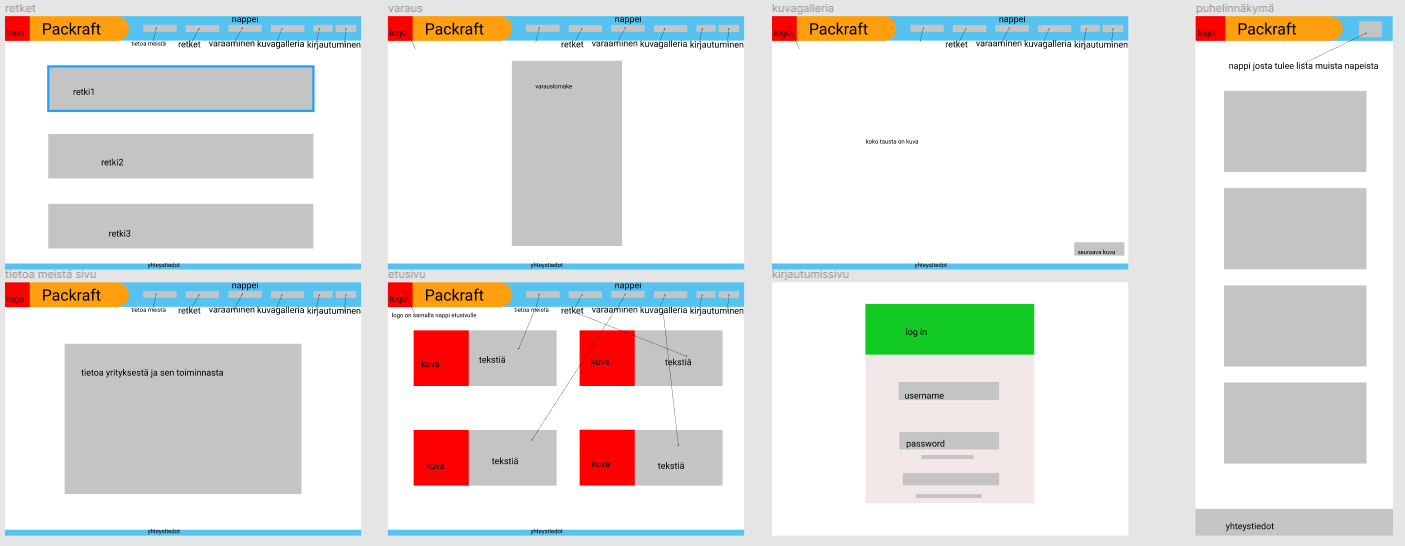 retket
logo
Packraft
nappei
tietoa meistä
retket
varaaminen
kuvagalleria
kirjautuminen
retki1
retki2
retki3
yhteystiedot
varaus
logo
Packraft
nappei
retket
varaaminen
kuvagalleria
kirjautuminen
varauslomake
yhteystiedot
kuvagalleria
logo
Packraft
nappei
retket
varaaminen
kuvagalleria
kirjautuminen
koko tausta on kuva
seuraava kuva
yhteystiedot
puhelinnäkymä
logo
Packraft
nappi josta tulee lista muista napeista
yhteystiedot
tietoa meistä sivu
logo
Packraft
nappei
tietoa meistä
retket
varaaminen
kuvagalleria
kirjautuminen
tietoa yrityksestä ja sen toiminnasta
yhteystiedot
etusivu
logo
Packraft
nappei
logo on samalla nappi etusivulle
tietoa meistä
retket
varaaminen
kuvagalleria
kirjautuminen
kuva
tekstiä
kuva
tekstiä
kuva
tekstiä
kuva
tekstiä
yhteystiedot
kirjautumissivu
log in
username
password